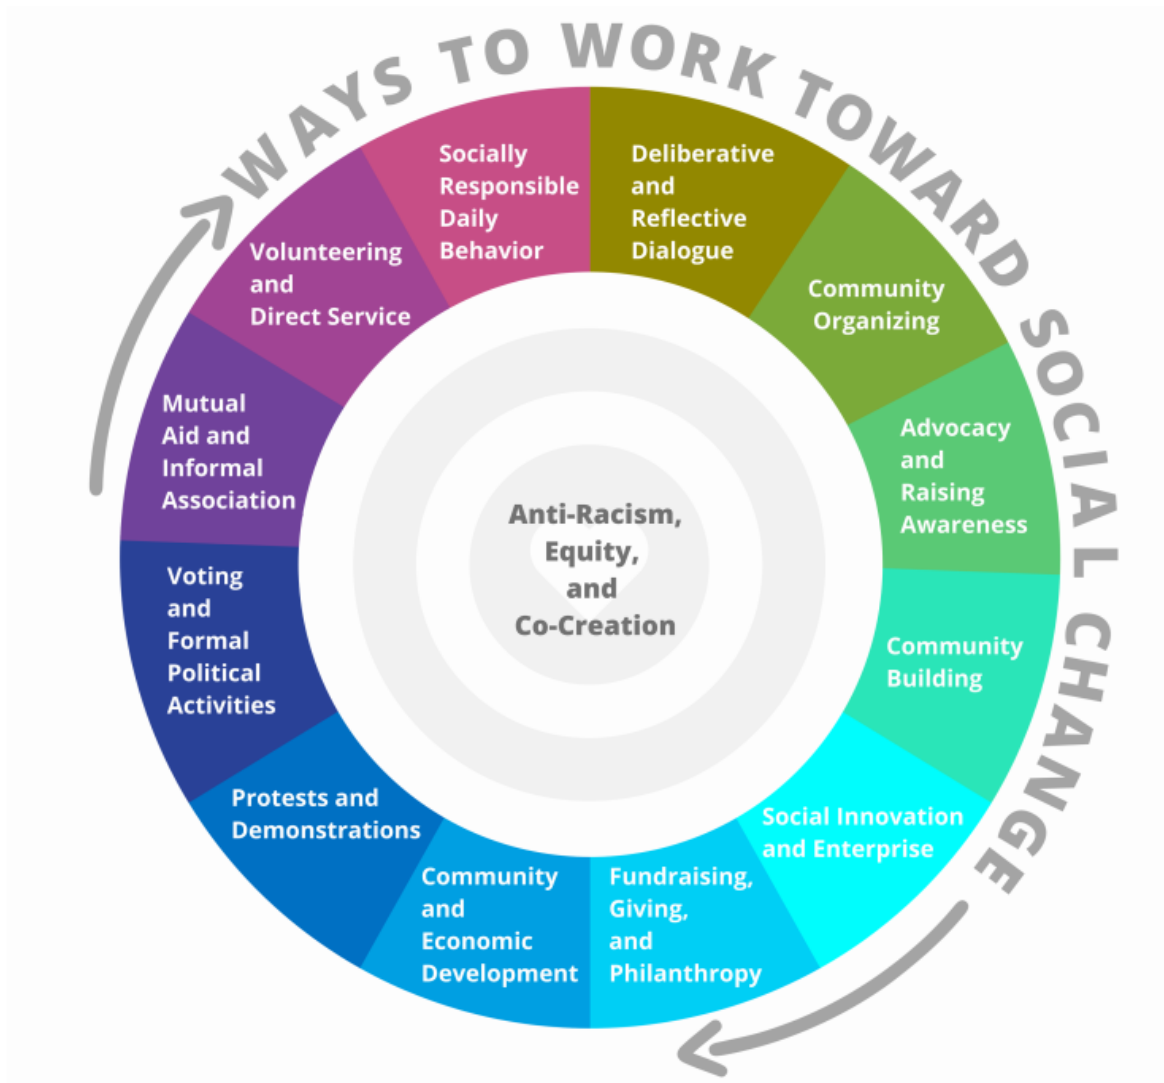 WAYS TO WORK TOWARD SOCIAL CHANGE
Socially
Responsible
Daily
Behavior
Deliberative
and
Reflective
Dialogue
Community
Organizing
Advocacy
and
Raising
Awareness
Community
Building
Social Innovation
and Enterprise
Fundraising,
Giving,
and
Philanthropy
Community
and
Economic
Development
Protests and
Demonstrations
Voting
and
Formal
Political
Activities
Mutual
Aid and
Informal
Association
Volunteering
and
Direct Service
Anti-Racism,
Equity,
and
Co-Creation